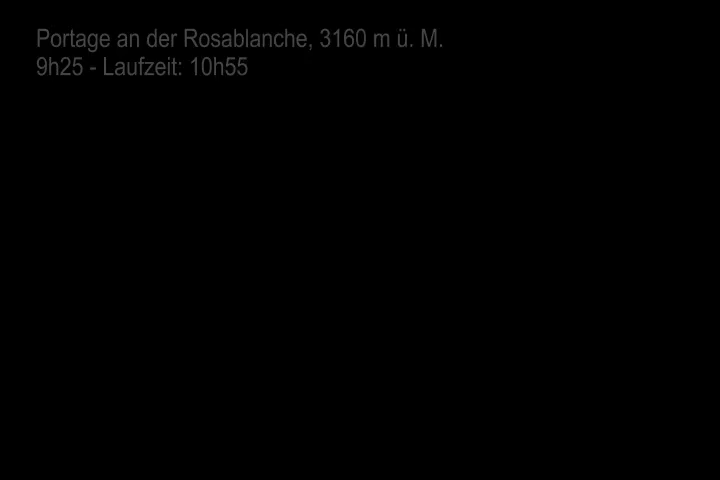 Portage an der Rosablanche, 3160 m ü. M.
9h25 - Laufzeit: 10h55